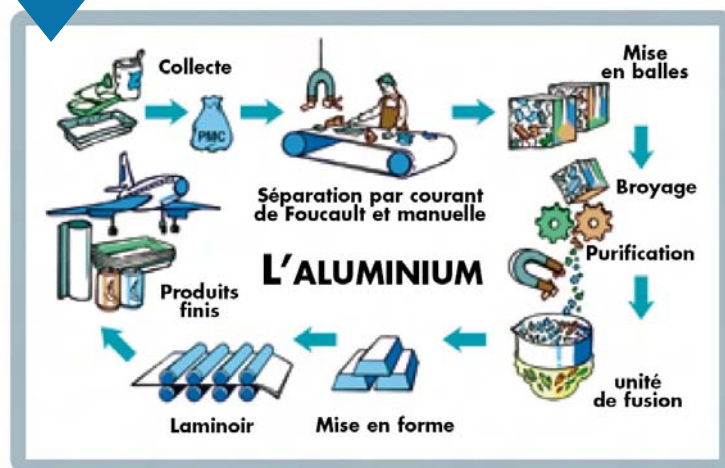 Collecte
PMC
Séparation par courant
de Foucault et manuelle
Mise
en balles
Broyage
Purification
L'ALUMINIUM
unité
de fusion
Mise en forme
Laminoir
Produits
finis